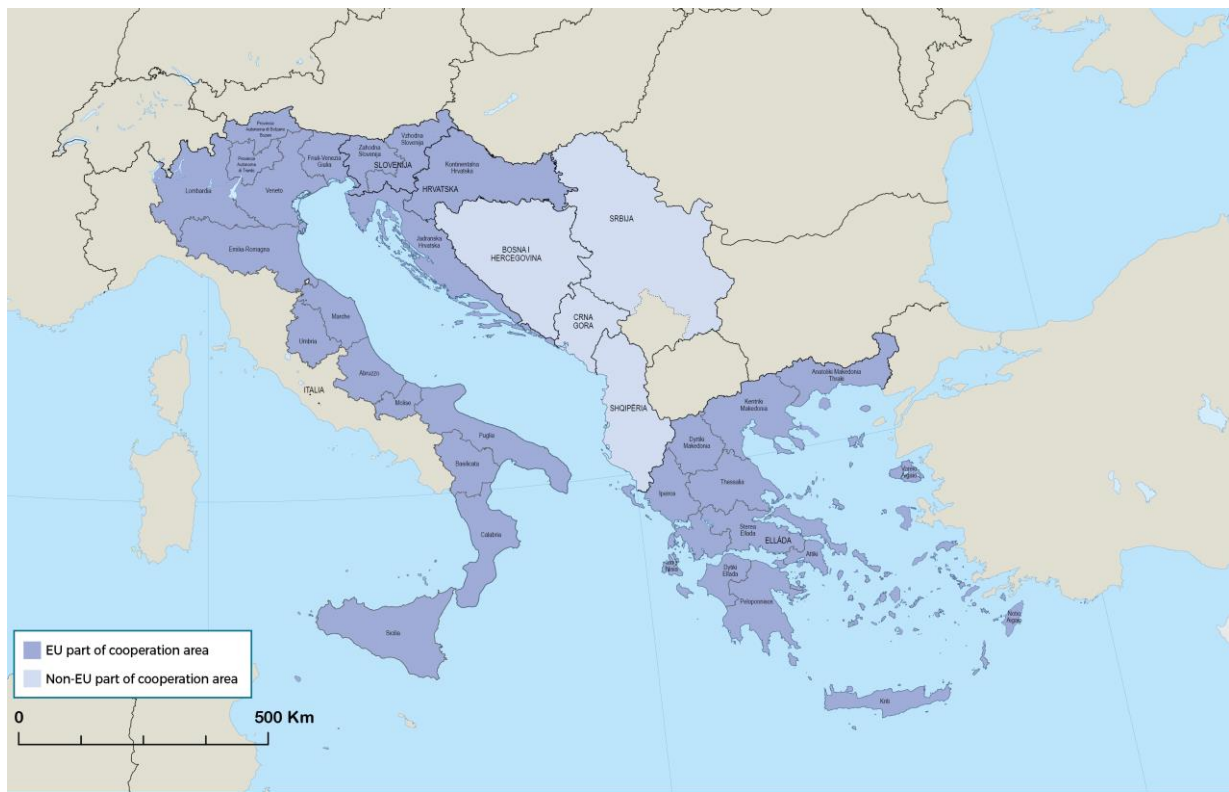 Provincia
Autonoma di Bolzano
Bozen
Provincia
Autonoma
di Trento
Lombardia
Veneto
Friuli-Venezia
Giulia
Zahodna
Slovenija
Vzhodna
Slovenija
SLOVENIJA
Kontinentalna
Hrvatska
HRVATSKA
Jadranska
Hrvatska
Emilia-Romagna
Marche
Umbria
Abruzzo
Molise
ITALIA
Puglia
Basilicata
Calabria
Sicilia
BOSNA I
HERCEGOVINA
SRBIJA
CRNA
GORA
SHQIPËRIA
Anatoliki Makedonia
Thraki
Kentriki
Makedonia
Dytiki
Makedonia
Ipeiros
Thessalia
Voreio
Aigaio
Sterea
Ellada
ELLÁDA
Attiki
Dytiki
Ellada
Peloponnisos
Notio
Aigaio
Kriti
EU part of cooperation area
Non-EU part of cooperation area
0
500 Km